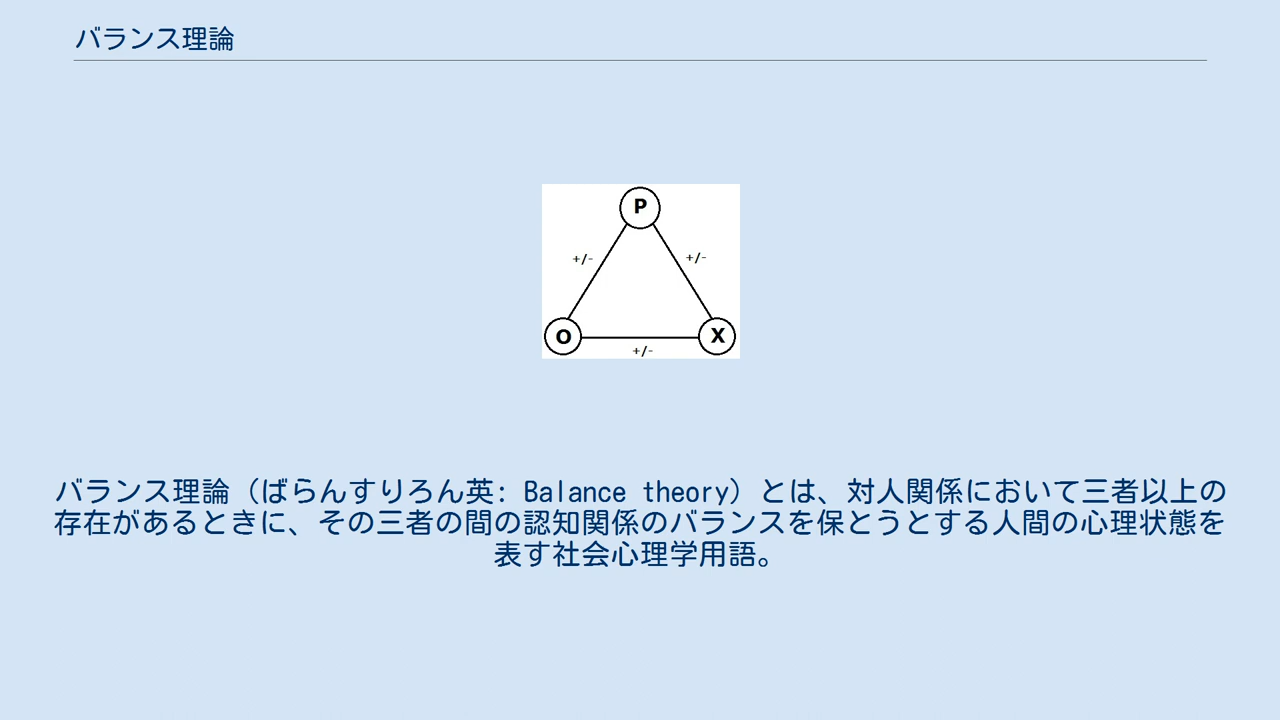 バランス理論
P
+/-
+/-
O
X
+/-
バランス理論（ばらんすりろん英: Balance theory）とは、対人関係において三者以上の
存在があるときに、その三者の間の認知関係のバランスを保とうとする人間の心理状態を
表す社会心理学用語。